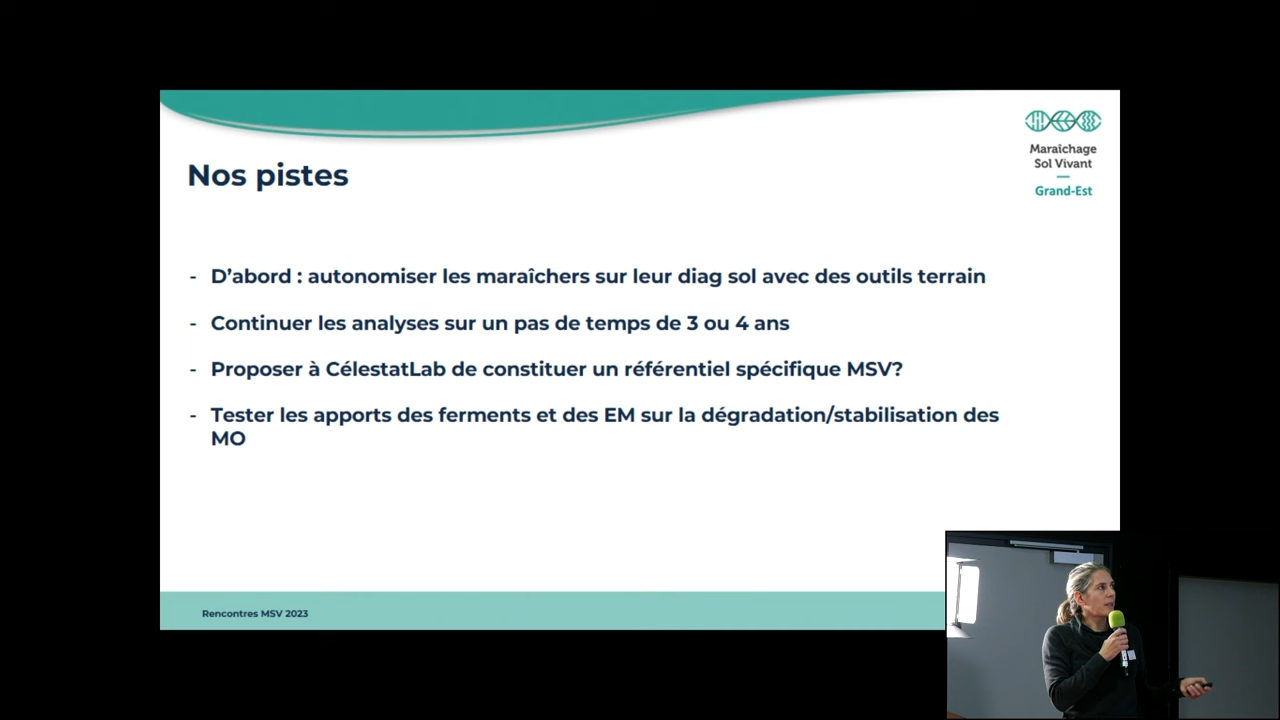 Maraîchage
Sol Vivant
Grand-Est
Nos pistes
- D'abord : autonomiser les maraîchers sur leur diag sol avec des outils terrain
- Continuer les analyses sur un pas de temps de 3 ou 4 ans
- Proposer à CélestatLab de constituer un référentiel spécifique MSV?
- Tester les apports des ferments et des EM sur la dégradation/stabilisation des
MO
Rencontres MSV 2023